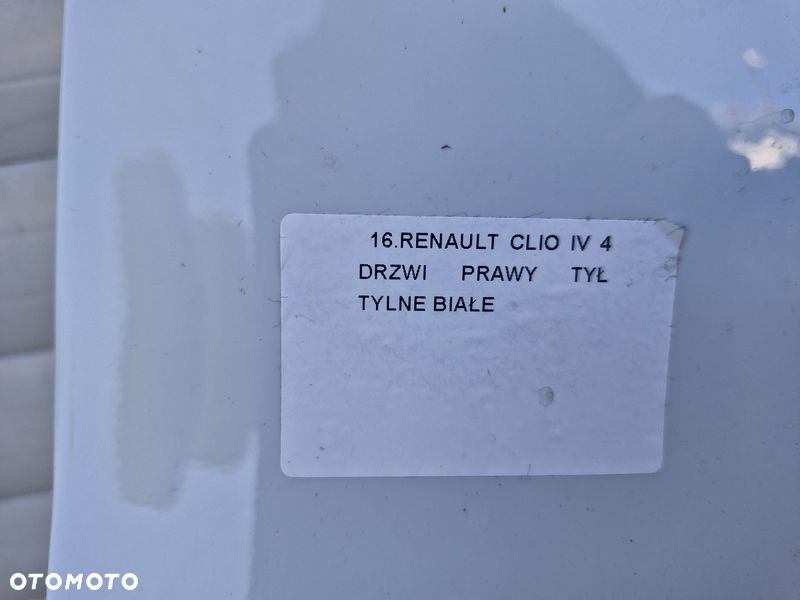 16.RENAULT CLIO IV 4
DRZWI PRAWY TYŁ
TYLNE BIAŁE
OTOMOTO